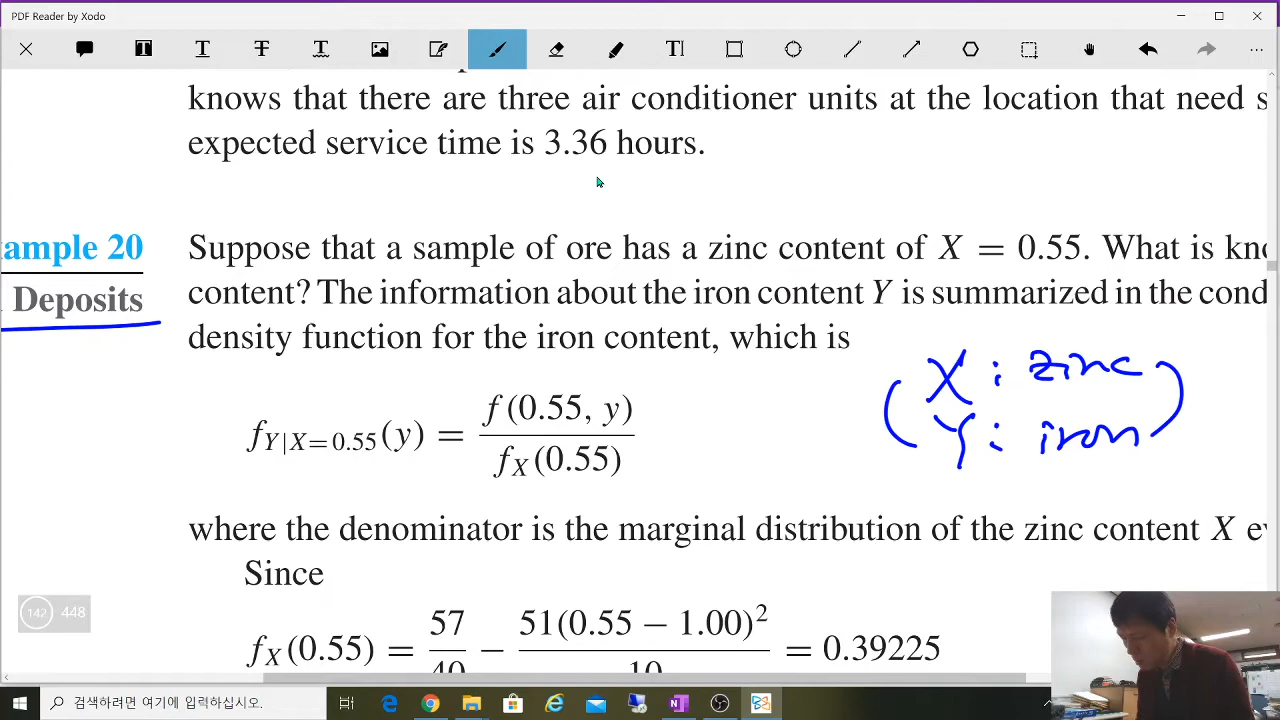 PDF Reader by Xodo
knows that there are three air conditioner units at the location that need s
expected service time is 3.36 hours.
ample 20
Deposits
Suppose that a sample of ore has a zinc content of X = 0.55. What is kno
content? The information about the iron content Y is summarized in the cond
density function for the iron content, which is
X : zinc
Y : iron
f_{Y|X=0.55}(y) = f(0.55, y) / f_X(0.55)
where the denominator is the marginal distribution of the zinc content X ev
Since
f_X(0.55) = 57/40 − 51(0.55 − 1.00)²/10 = 0.39225
142 448
검색하려면 여기에 입력하십시오.